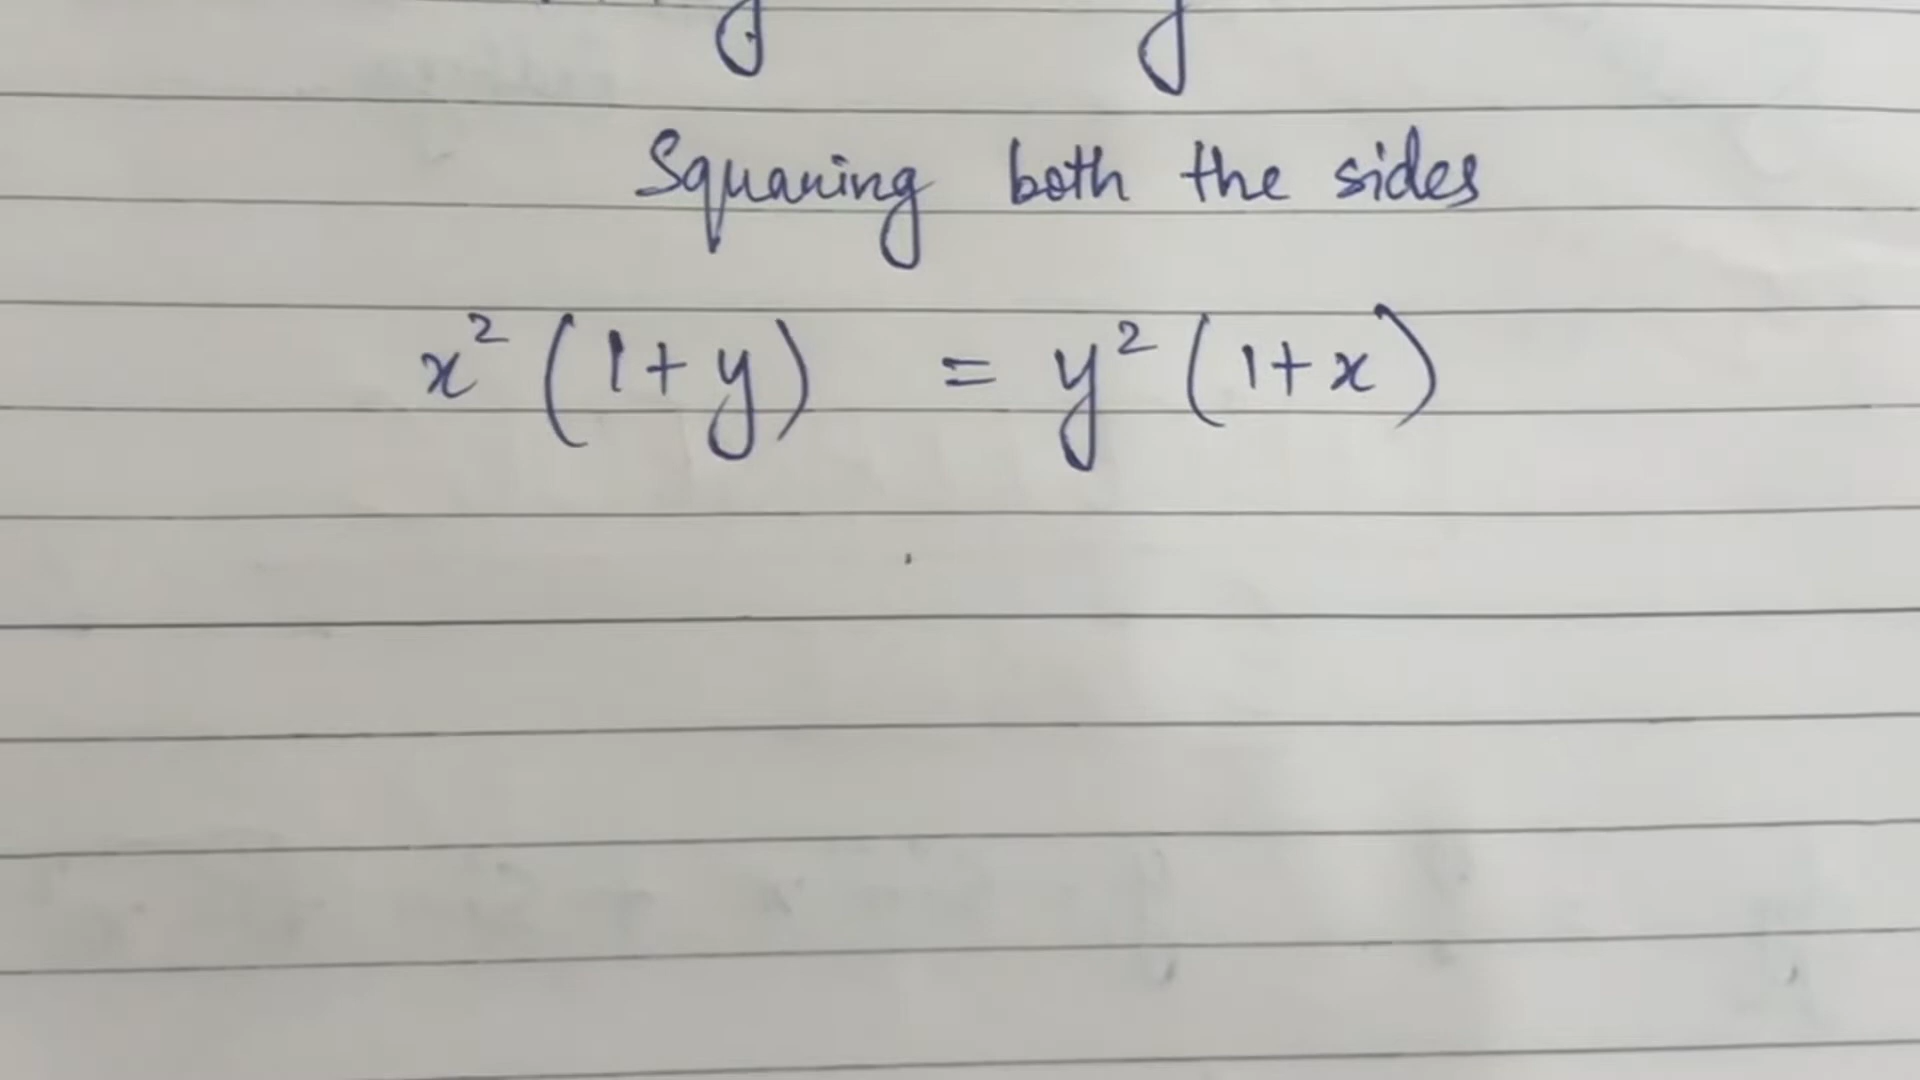 Squaring both the sides
x² (1+y) = y² (1+x)